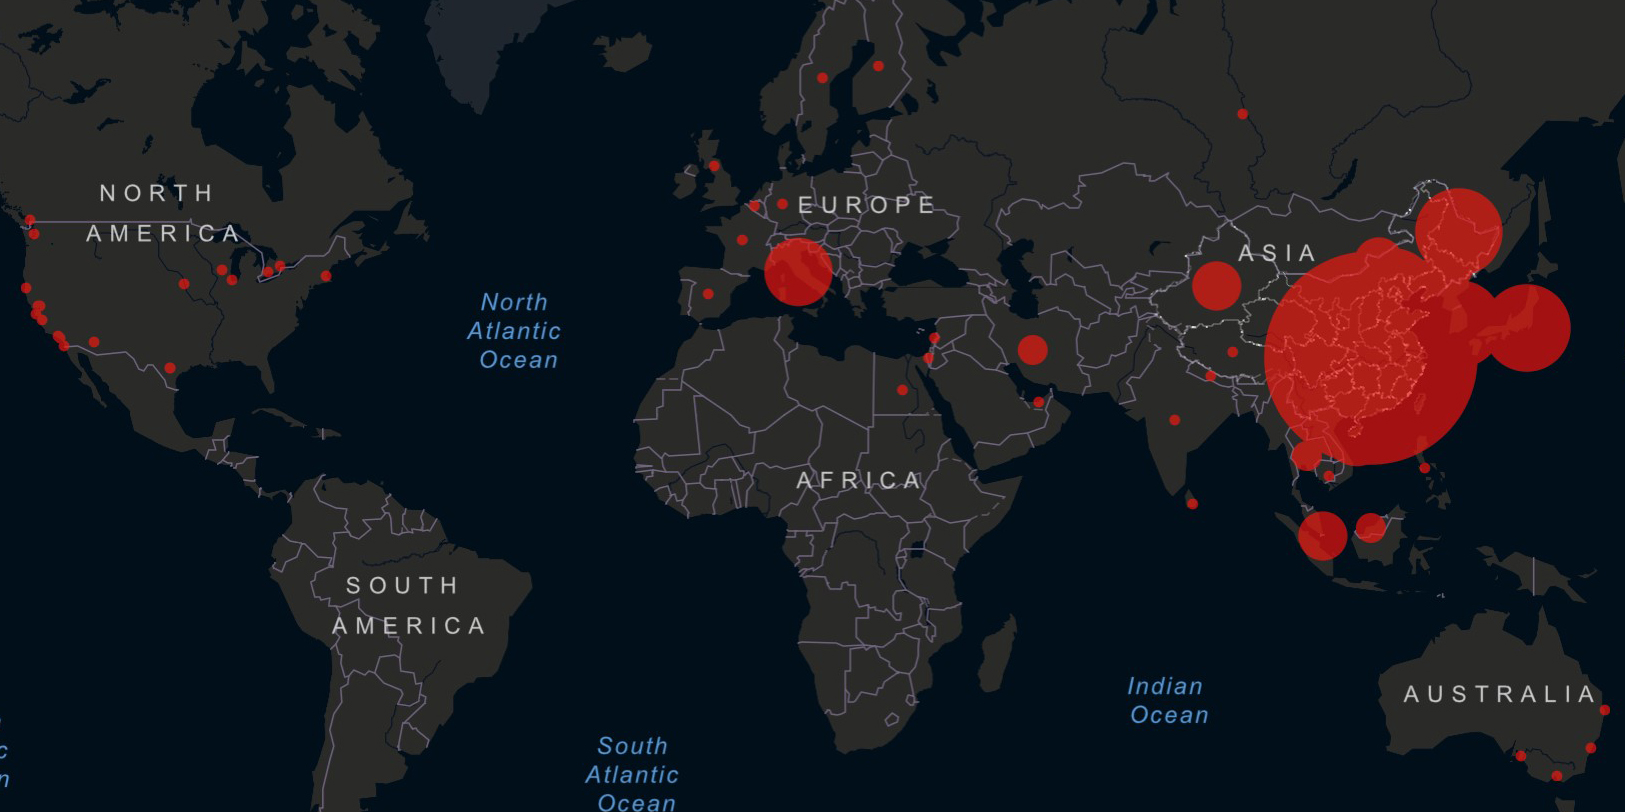 NORTH
AMERICA
EUROPE
ASIA
North
Atlantic
Ocean
AFRICA
SOUTH
AMERICA
Indian
Ocean
AUSTRALIA
South
Atlantic
Ocean
c
n